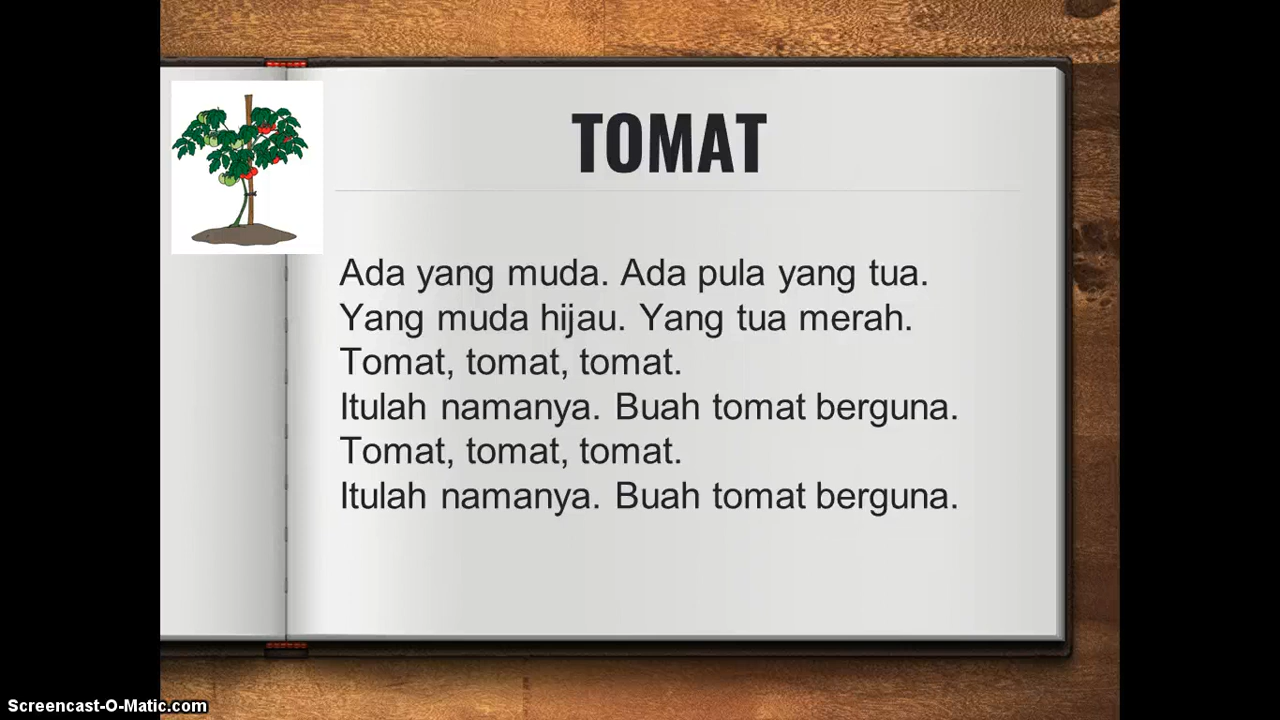 TOMAT
Ada yang muda. Ada pula yang tua.
Yang muda hijau. Yang tua merah.
Tomat, tomat, tomat.
Itulah namanya. Buah tomat berguna.
Tomat, tomat, tomat.
Itulah namanya. Buah tomat berguna.
Screencast-O-Matic.com